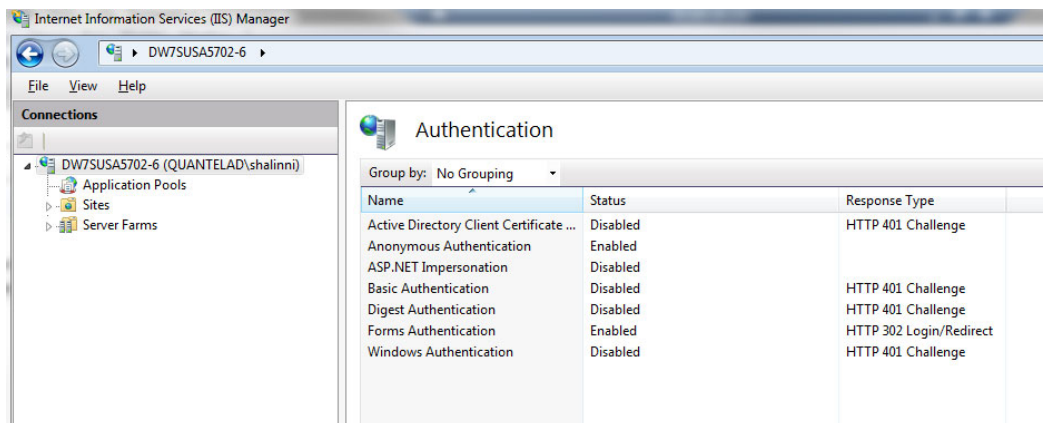 Internet Information Services (IIS) Manager
DW7SUSA5702-6
File View Help
Connections
DW7SUSA5702-6 (QUANTELAD\shalinni)
Application Pools
Sites
Server Farms
Authentication
Group by: No Grouping
Name Status Response Type
Active Directory Client Certificate ... Disabled HTTP 401 Challenge
Anonymous Authentication Enabled
ASP.NET Impersonation Disabled
Basic Authentication Disabled HTTP 401 Challenge
Digest Authentication Disabled HTTP 401 Challenge
Forms Authentication Enabled HTTP 302 Login/Redirect
Windows Authentication Disabled HTTP 401 Challenge